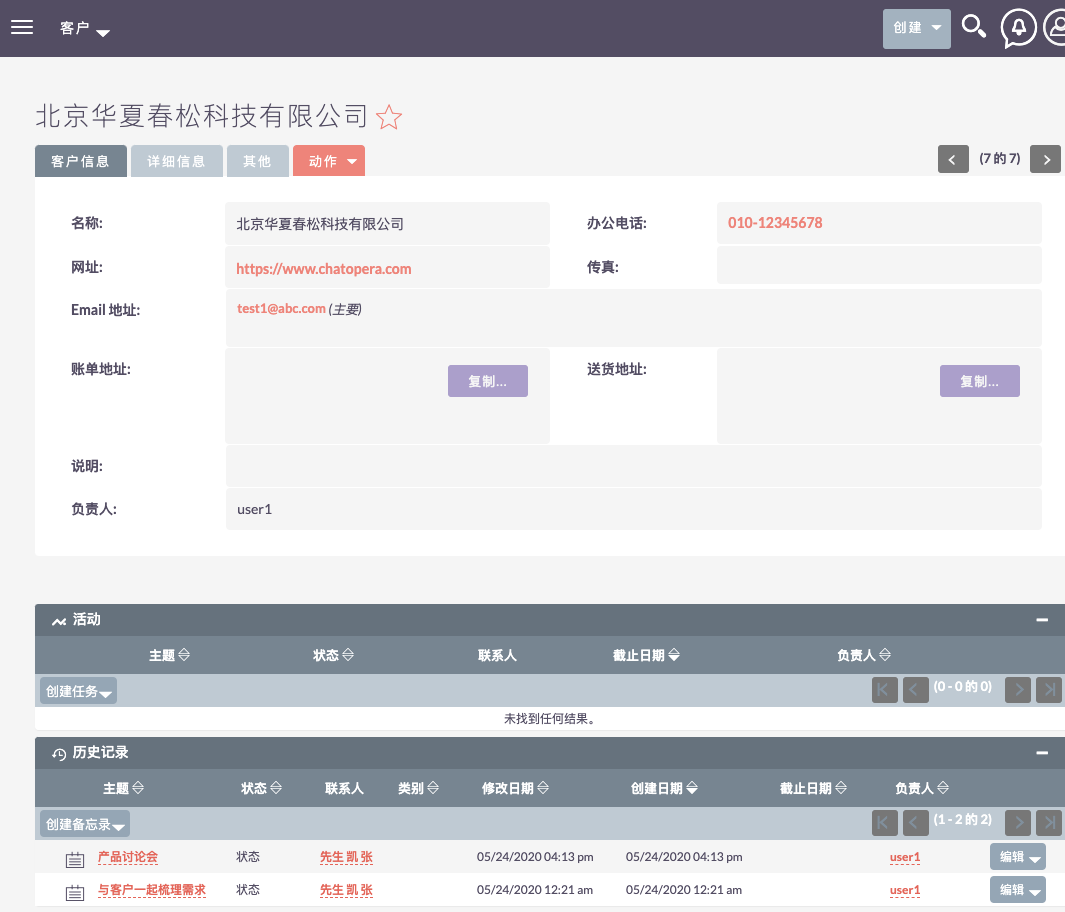 客户 创建
北京华夏春松科技有限公司
客户信息 详细信息 其他 动作 (7 的 7)
名称: 北京华夏春松科技有限公司 办公电话: 010-12345678
网址: https://www.chatopera.com 传真:
Email 地址: test1@abc.com (主要)
账单地址: 复制... 送货地址: 复制...
说明:
负责人: user1
活动
主题 状态 联系人 截止日期 负责人
创建任务 (0 - 0 的 0)
未找到任何结果。
历史记录
主题 状态 联系人 类别 修改日期 创建日期 截止日期 负责人
创建备忘录 (1 - 2 的 2)
产品讨论会 状态 先生 凯 张 05/24/2020 04:13 pm 05/24/2020 04:13 pm user1 编辑
与客户一起梳理需求 状态 先生 凯 张 05/24/2020 12:21 am 05/24/2020 12:21 am user1 编辑